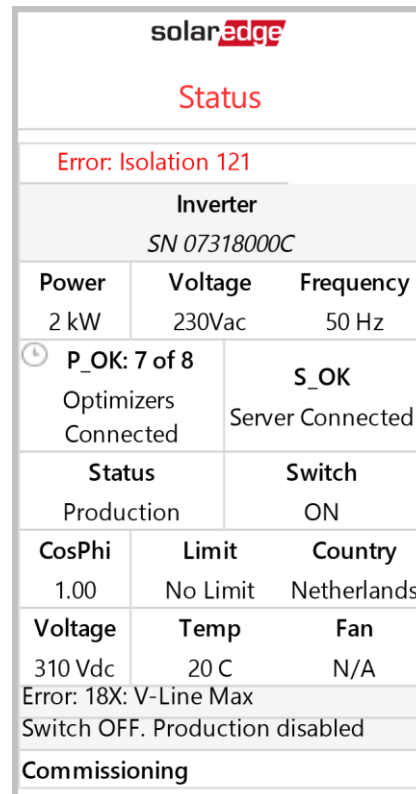 solaredge
Status
Error: Isolation 121
Inverter
SN 07318000C
Power Voltage Frequency
2 kW 230Vac 50 Hz
P_OK: 7 of 8
Optimizers
Connected
S_OK
Server Connected
Status Switch
Production ON
CosPhi Limit Country
1.00 No Limit Netherlands
Voltage Temp Fan
310 Vdc 20 C N/A
Error: 18X: V-Line Max
Switch OFF. Production disabled
Commissioning